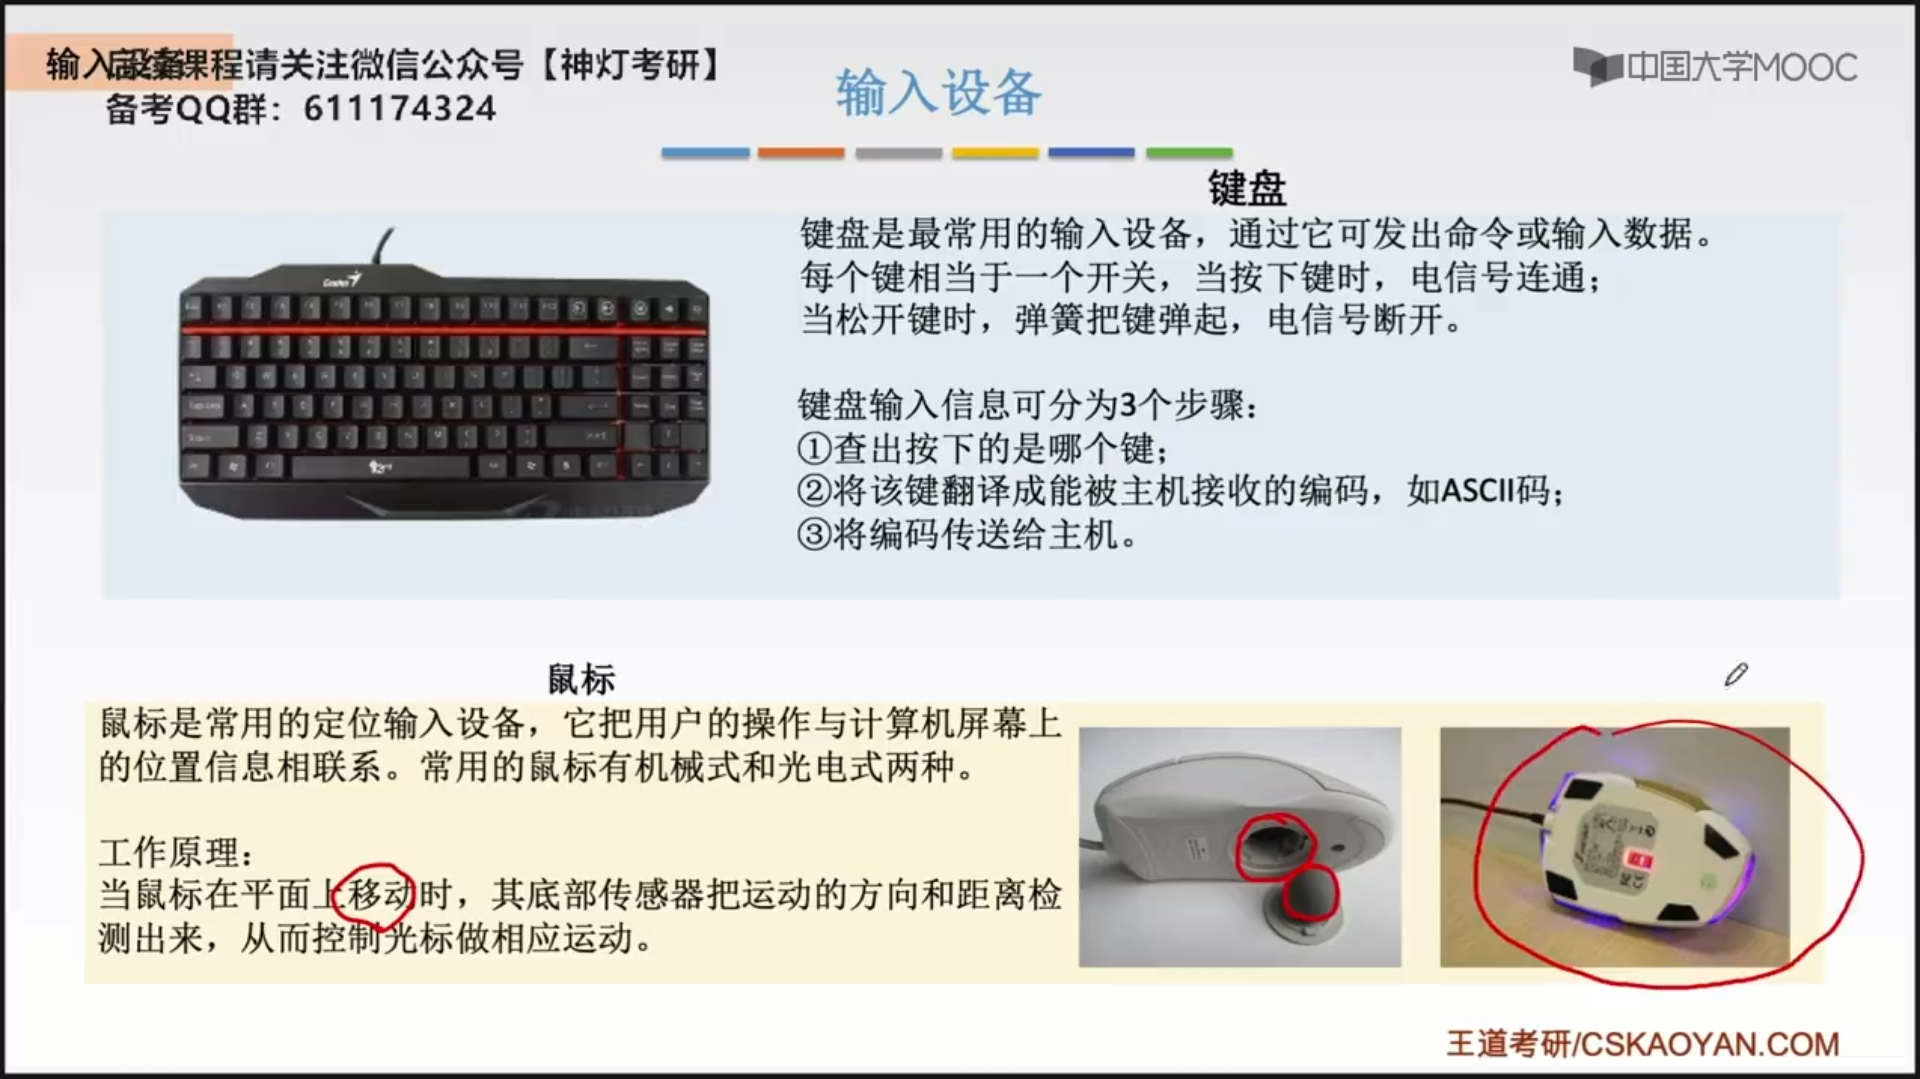 输入设备
后续课程请关注微信公众号【神灯考研】
备考QQ群：611174324
输入设备
中国大学MOOC
键盘
键盘是最常用的输入设备，通过它可发出命令或输入数据。
每个键相当于一个开关，当按下键时，电信号连通；
当松开键时，弹簧把键弹起，电信号断开。
键盘输入信息可分为3个步骤：
①查出按下的是哪个键；
②将该键翻译成能被主机接收的编码，如ASCII码；
③将编码传送给主机。
鼠标
鼠标是常用的定位输入设备，它把用户的操作与计算机屏幕上
的位置信息相联系。常用的鼠标有机械式和光电式两种。
工作原理：
当鼠标在平面上移动时，其底部传感器把运动的方向和距离检
测出来，从而控制光标做相应运动。
王道考研/CSKAOYAN.COM